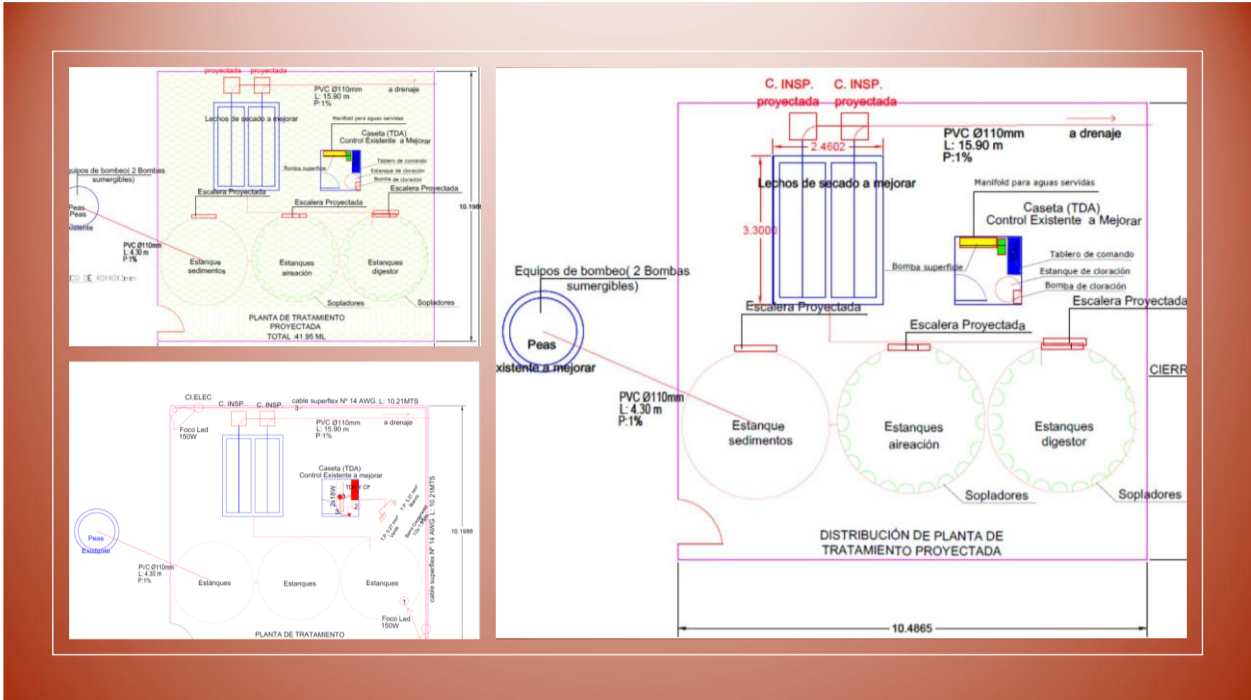 proyectada proyectada
PVC Ø110mm
L: 15.90 m
P:1%
a drenaje
Lechos de secado a mejorar
Manifold para aguas servidas
Caseta (TDA)
Control Existente a Mejorar
Bomba superficie
Tablero de comando
Estanque de cloración
Bomba de cloración
Equipos de bombeo( 2 Bombas
sumergibles)
Escalera Proyectada
Escalera Proyectada
Escalera Proyectada
Peas
Peas
PVC Ø110mm
L: 4.30 m
P:1%
Estanque
sedimentos
Estanques
aireación
Estanques
digestor
Sopladores
Sopladores
PLANTA DE TRATAMIENTO
PROYECTADA
TOTAL :41.95 ML
C. INSP. C. INSP.
proyectada proyectada
2.4602
PVC Ø110mm
L: 15.90 m
P:1%
a drenaje
Lechos de secado a mejorar
3.3000
Manifold para aguas servidas
Caseta (TDA)
Control Existente a Mejorar
Bomba superficie
Tablero de comando
Estanque de cloración
Bomba de cloración
Equipos de bombeo( 2 Bombas
sumergibles)
Escalera Proyectada
Escalera Proyectada
Escalera Proyectada
Peas
xistente a mejorar
PVC Ø110mm
L: 4.30 m
P:1%
CIERR
Estanque
sedimentos
Estanques
aireación
Estanques
digestor
Sopladores
Sopladores
DISTRIBUCIÓN DE PLANTA DE
TRATAMIENTO PROYECTADA
10.4865
CI.ELEC
Foco Led
150W
C. INSP. C. INSP.
cable superflex Nº 14 AWG. L: 10.21MTS
3
PVC Ø110mm
L: 15.90 m
P:1%
a drenaje
Caseta (TDA)
Control Existente a mejorar
2x18W
2
cable superflex Nº 14 AWG. L: 10.21MTS
10.1986
Peas
Existente
PVC Ø110mm
L: 4.30 m
P:1%
Estanques
Estanques
Estanques
1
Foco Led
150W
PLANTA DE TRATAMIENTO